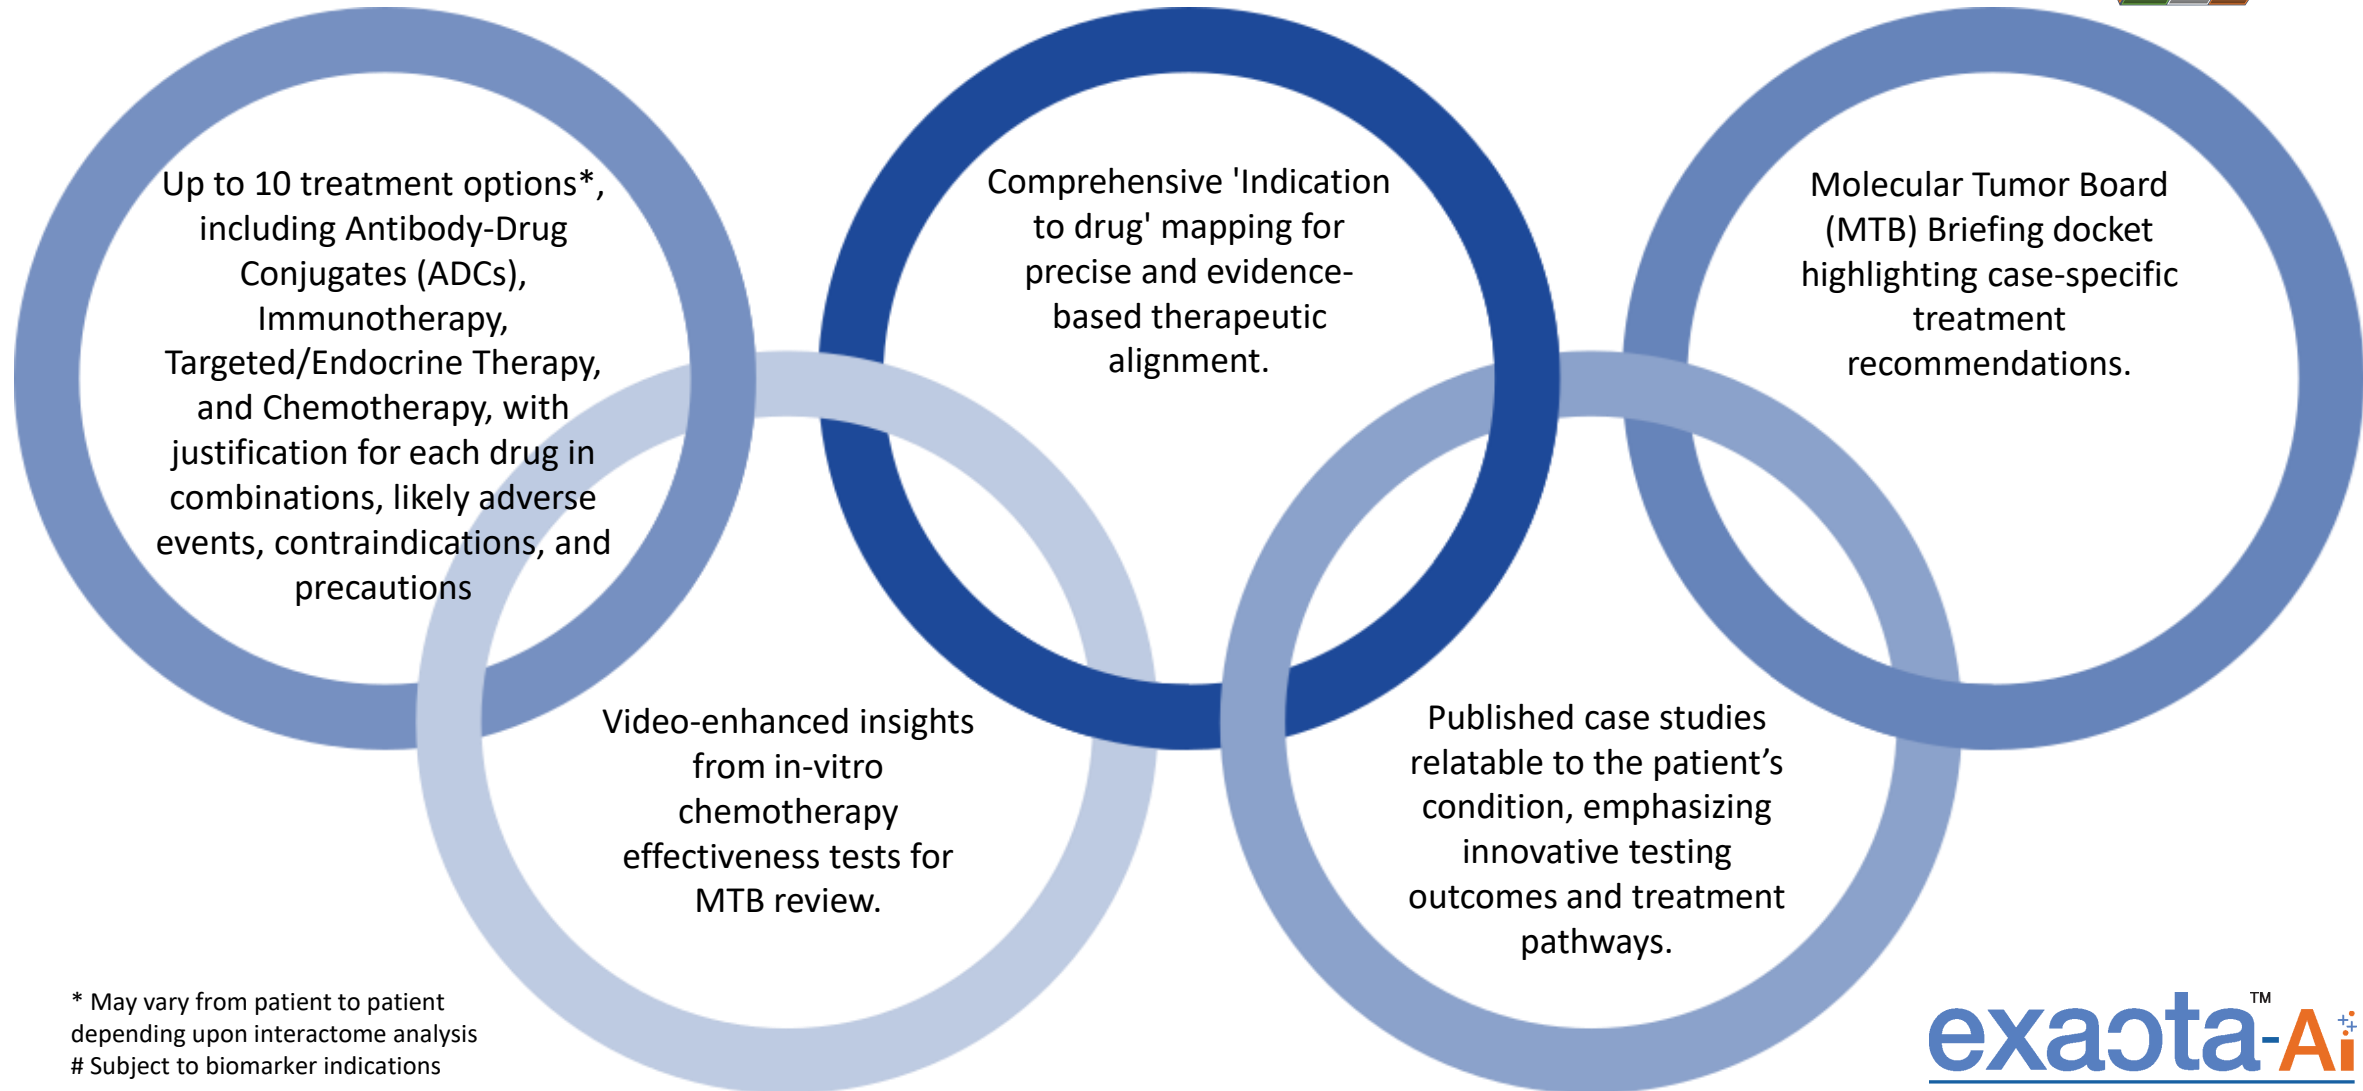 Up to 10 treatment options*,
including Antibody-Drug
Conjugates (ADCs),
Immunotherapy,
Targeted/Endocrine Therapy,
and Chemotherapy, with
justification for each drug in
combinations, likely adverse
events, contraindications, and
precautions
Video-enhanced insights
from in-vitro
chemotherapy
effectiveness tests for
MTB review.
Comprehensive 'Indication
to drug' mapping for
precise and evidence-
based therapeutic
alignment.
Published case studies
relatable to the patient’s
condition, emphasizing
innovative testing
outcomes and treatment
pathways.
Molecular Tumor Board
(MTB) Briefing docket
highlighting case-specific
treatment
recommendations.
* May vary from patient to patient
depending upon interactome analysis
# Subject to biomarker indications
exacta-Ai™